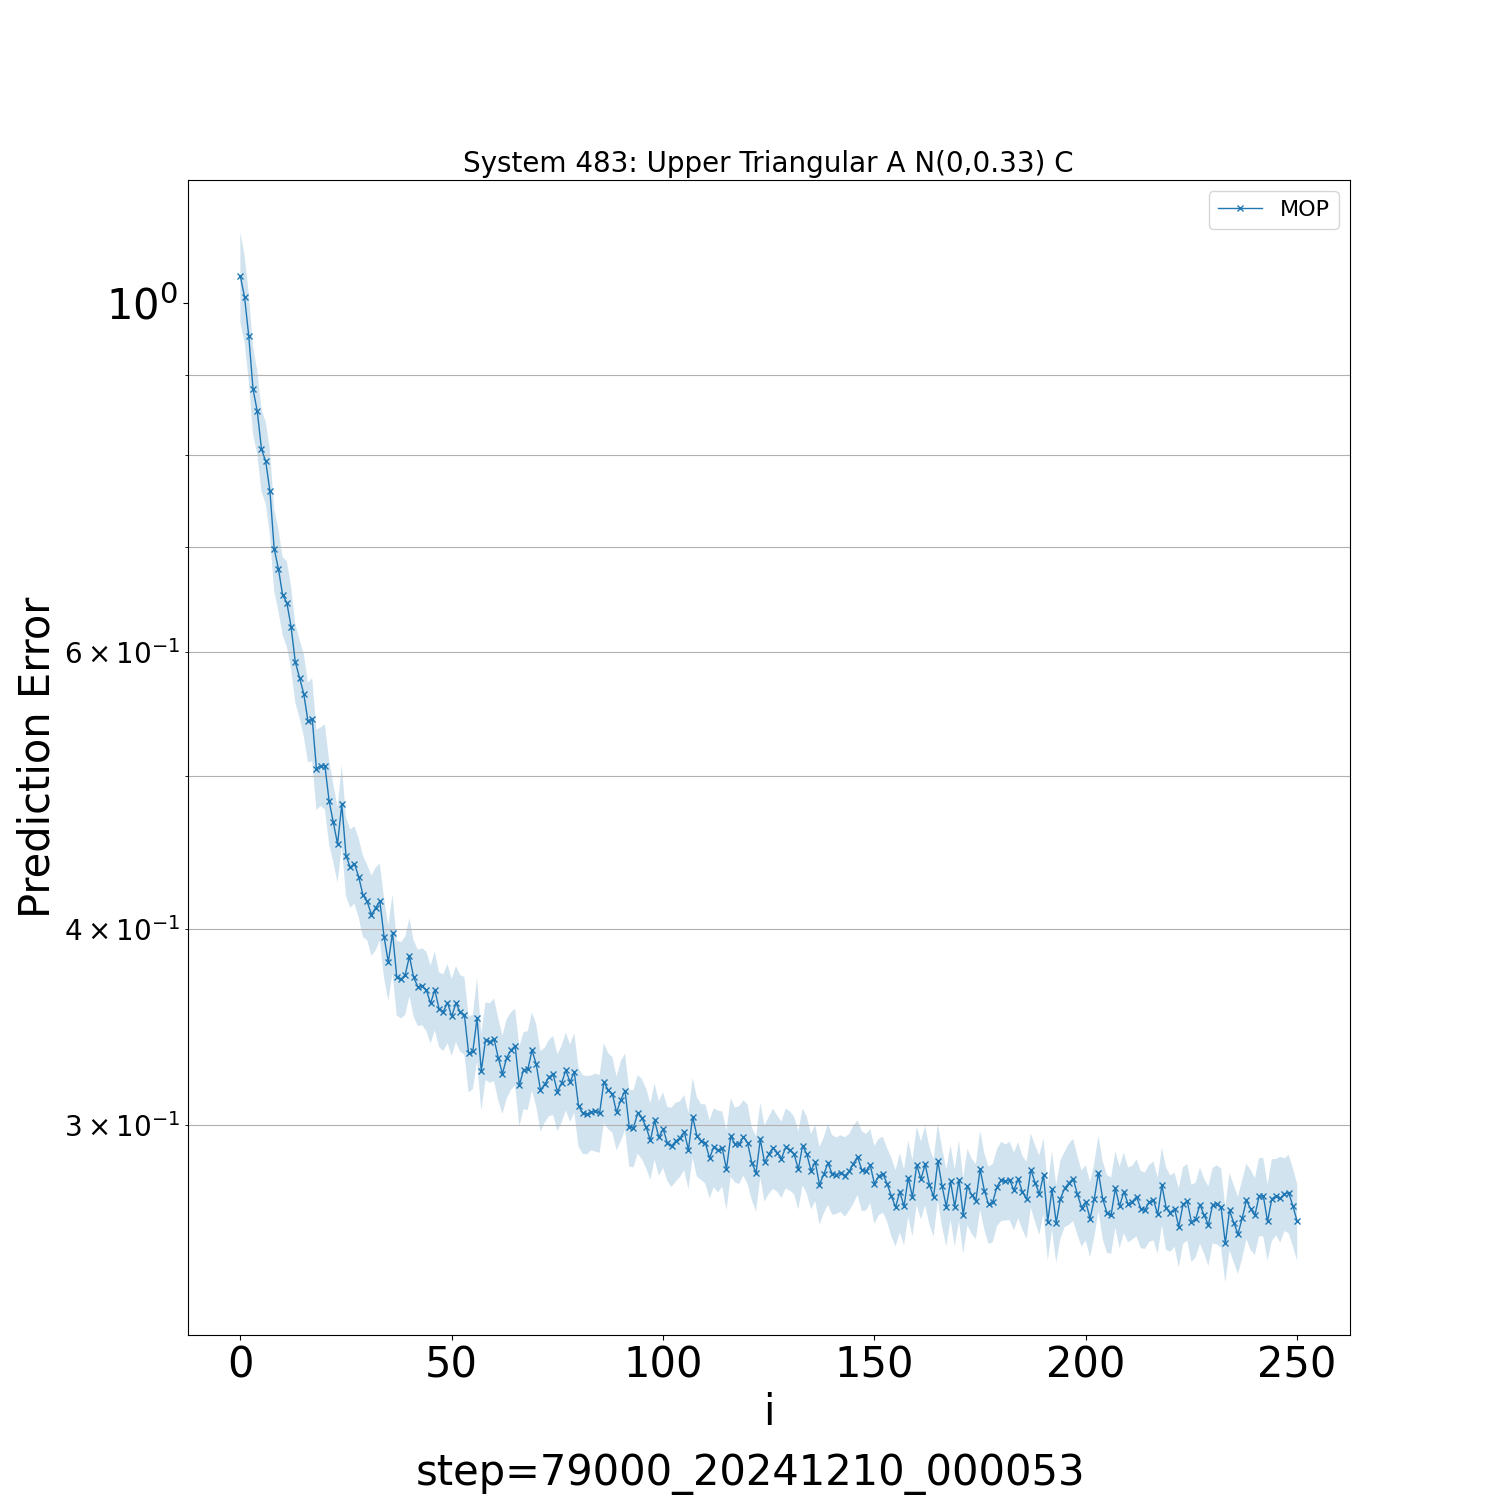 System 483: Upper Triangular A N(0,0.33) C
MOP
10⁰
6 × 10⁻¹
4 × 10⁻¹
3 × 10⁻¹
Prediction Error
0 50 100 150 200 250
i
step=79000_20241210_000053